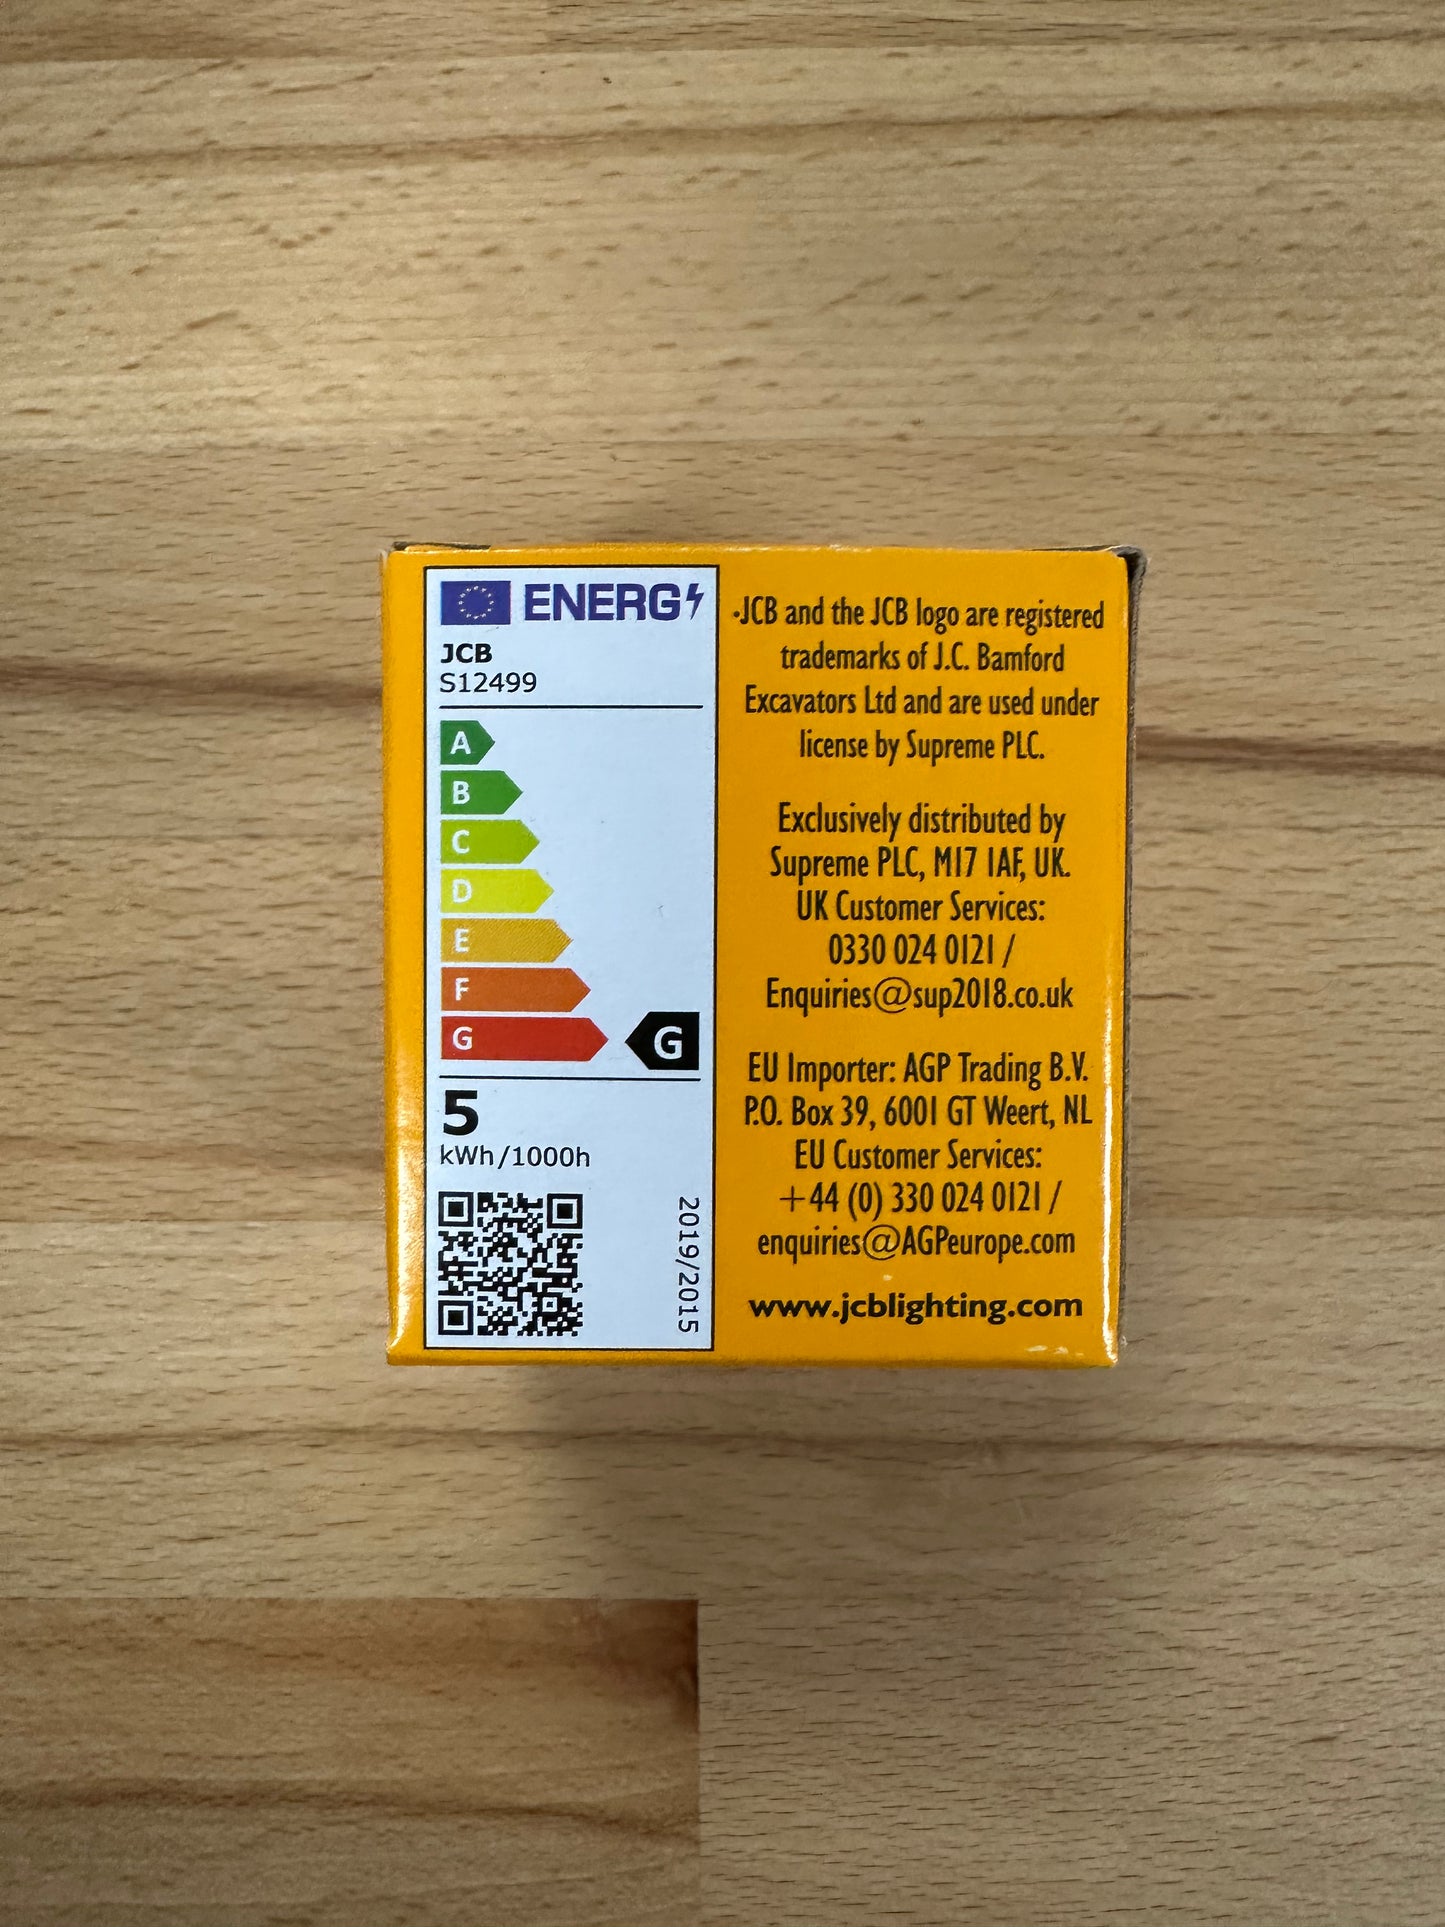 ENERG
JCB
S12499
A
B
C
D
E
F
G
G
5
kWh/1000h
2019/2015
·JCB and the JCB logo are registered
trademarks of J.C. Bamford
Excavators Ltd and are used under
license by Supreme PLC.
Exclusively distributed by
Supreme PLC, M17 1AF, UK.
UK Customer Services:
0330 024 0121 /
Enquiries@sup2018.co.uk
EU Importer: AGP Trading B.V.
P.O. Box 39, 6001 GT Weert, NL
EU Customer Services:
+44 (0) 330 024 0121 /
enquiries@AGPeurope.com
www.jcblighting.com